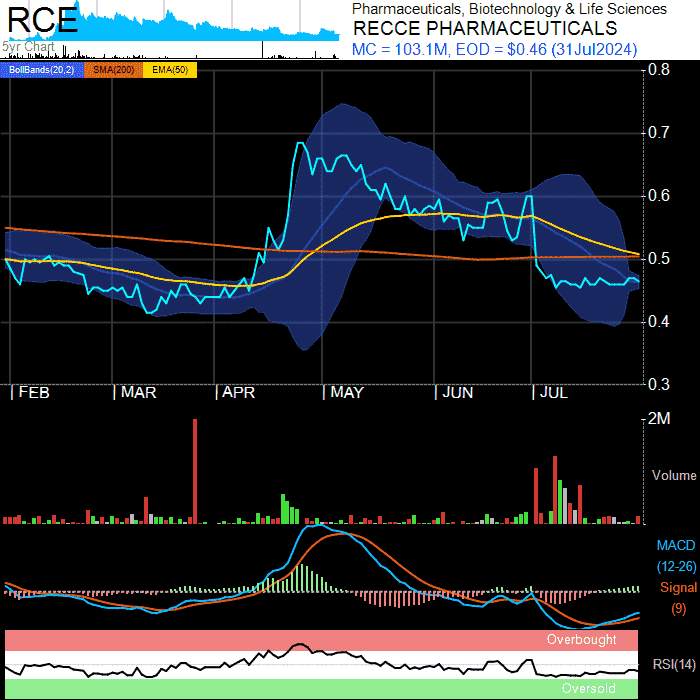 RCE
Pharmaceuticals, Biotechnology & Life Sciences
RECCE PHARMACEUTICALS
5yr Chart
MC = 103.1M, EOD = $0.46 (31Jul2024)
BollBands(20,2) SMA(200) EMA(50)
0.8
0.7
0.6
0.5
0.4
0.3
FEB MAR APR MAY JUN JUL
2M
Volume
MACD
(12-26)
Signal
(9)
Overbought
RSI(14)
Oversold